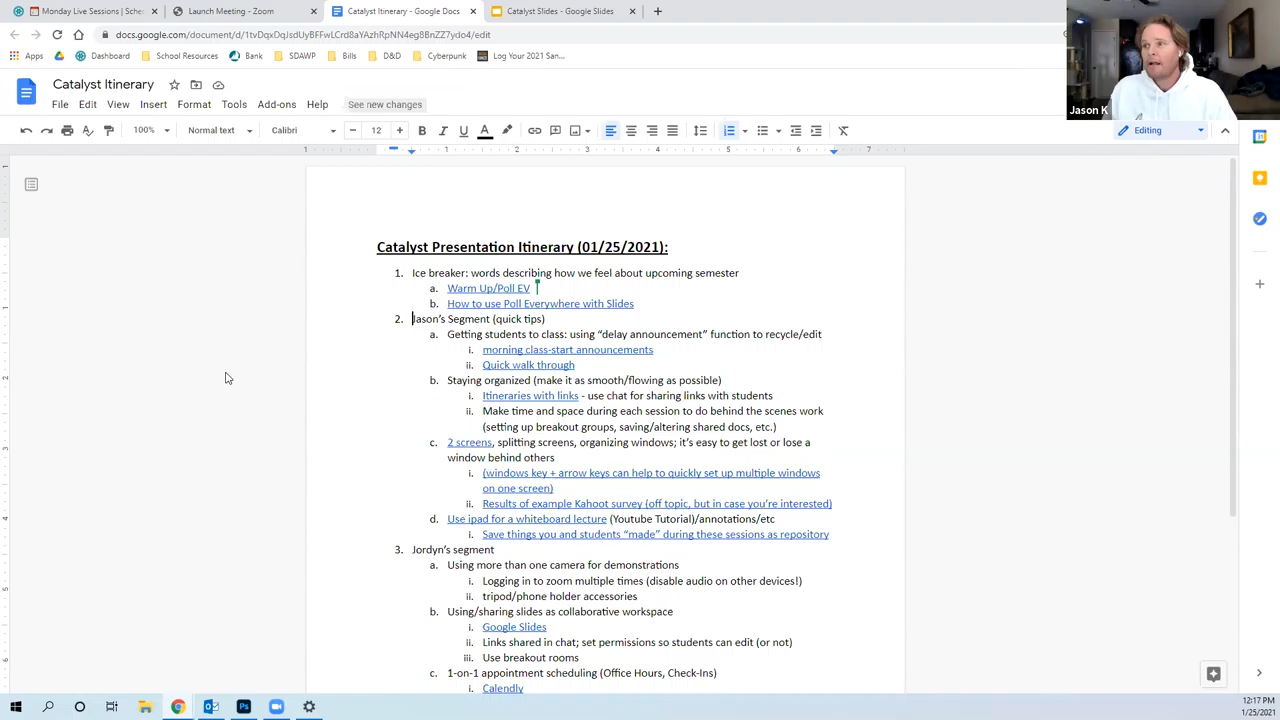 Monday Live Sessions | Sche
Launch Meeting - Zoom
Catalyst Itinerary - Google Docs
Catalyst Slides - Google Slides
docs.google.com/document/d/1tvDqxDqJsdUyBFFwLCrd8aYAzhRpNN4eg8BnZZ7ydo4/edit
Apps
Dashboard
School Resources
Bank
SDAWP
Bills
D&D
Cyberpunk
Log Your 2021 San...
Catalyst Itinerary
File Edit View Insert Format Tools Add-ons Help
See new changes
Jason K
100% Normal text Calibri 12 B I U A
Editing
1 1 2 3 4 5 6 7
Catalyst Presentation Itinerary (01/25/2021):
1. Ice breaker: words describing how we feel about upcoming semester
a. Warm Up/Poll EV
b. How to use Poll Everywhere with Slides
2. Jason's Segment (quick tips)
a. Getting students to class: using “delay announcement” function to recycle/edit
i. morning class-start announcements
ii. Quick walk through
b. Staying organized (make it as smooth/flowing as possible)
i. Itineraries with links - use chat for sharing links with students
ii. Make time and space during each session to do behind the scenes work
(setting up breakout groups, saving/altering shared docs, etc.)
c. 2 screens, splitting screens, organizing windows; it's easy to get lost or lose a
window behind others
i. (windows key + arrow keys can help to quickly set up multiple windows
on one screen)
ii. Results of example Kahoot survey (off topic, but in case you're interested)
d. Use ipad for a whiteboard lecture (Youtube Tutorial)/annotations/etc
i. Save things you and students “made” during these sessions as repository
3. Jordyn's segment
a. Using more than one camera for demonstrations
i. Logging in to zoom multiple times (disable audio on other devices!)
ii. tripod/phone holder accessories
b. Using/sharing slides as collaborative workspace
i. Google Slides
ii. Links shared in chat; set permissions so students can edit (or not)
iii. Use breakout rooms
c. 1-on-1 appointment scheduling (Office Hours, Check-Ins)
i. Calendly
12:17 PM
1/25/2021